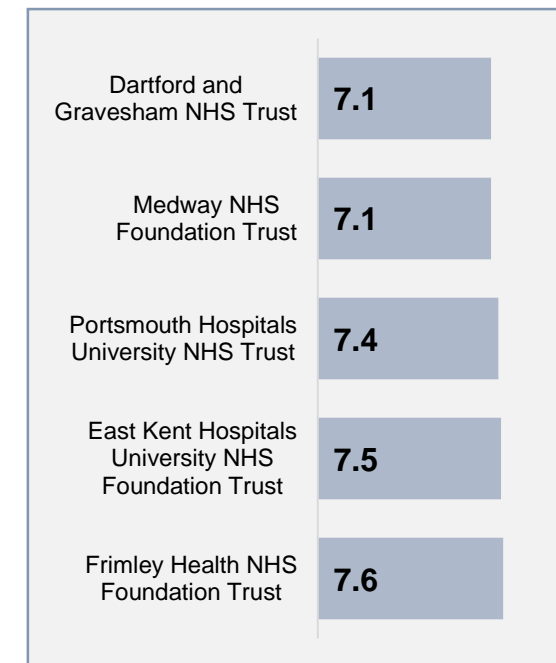 Dartford and
Gravesham NHS Trust
7.1
Medway NHS
Foundation Trust
7.1
Portsmouth Hospitals
University NHS Trust
7.4
East Kent Hospitals
University NHS
Foundation Trust
7.5
Frimley Health NHS
Foundation Trust
7.6